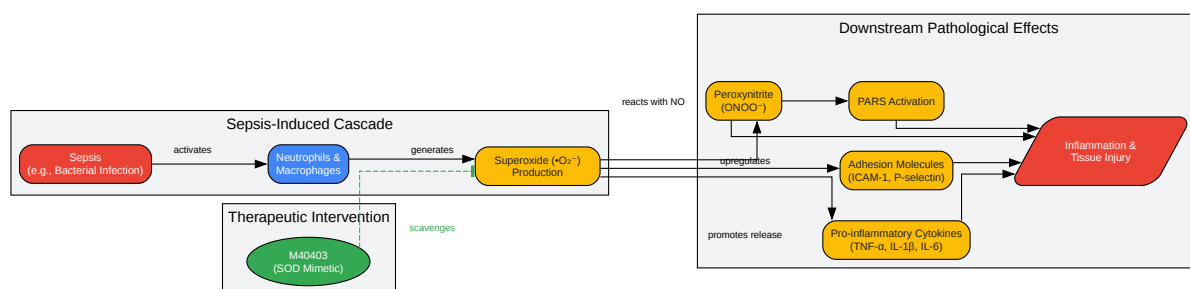 Downstream Pathological Effects
Peroxynitrite
(ONOO⁻)
PARS Activation
reacts with NO
Sepsis-Induced Cascade
Sepsis
(e.g., Bacterial Infection)
activates
Neutrophils &
Macrophages
generates
Superoxide (•O₂⁻)
Production
upregulates
Adhesion Molecules
(ICAM-1, P-selectin)
Inflammation &
Tissue Injury
Therapeutic Intervention
M40403
(SOD Mimetic)
scavenges
promotes release
Pro-inflammatory Cytokines
(TNF-α, IL-1β, IL-6)